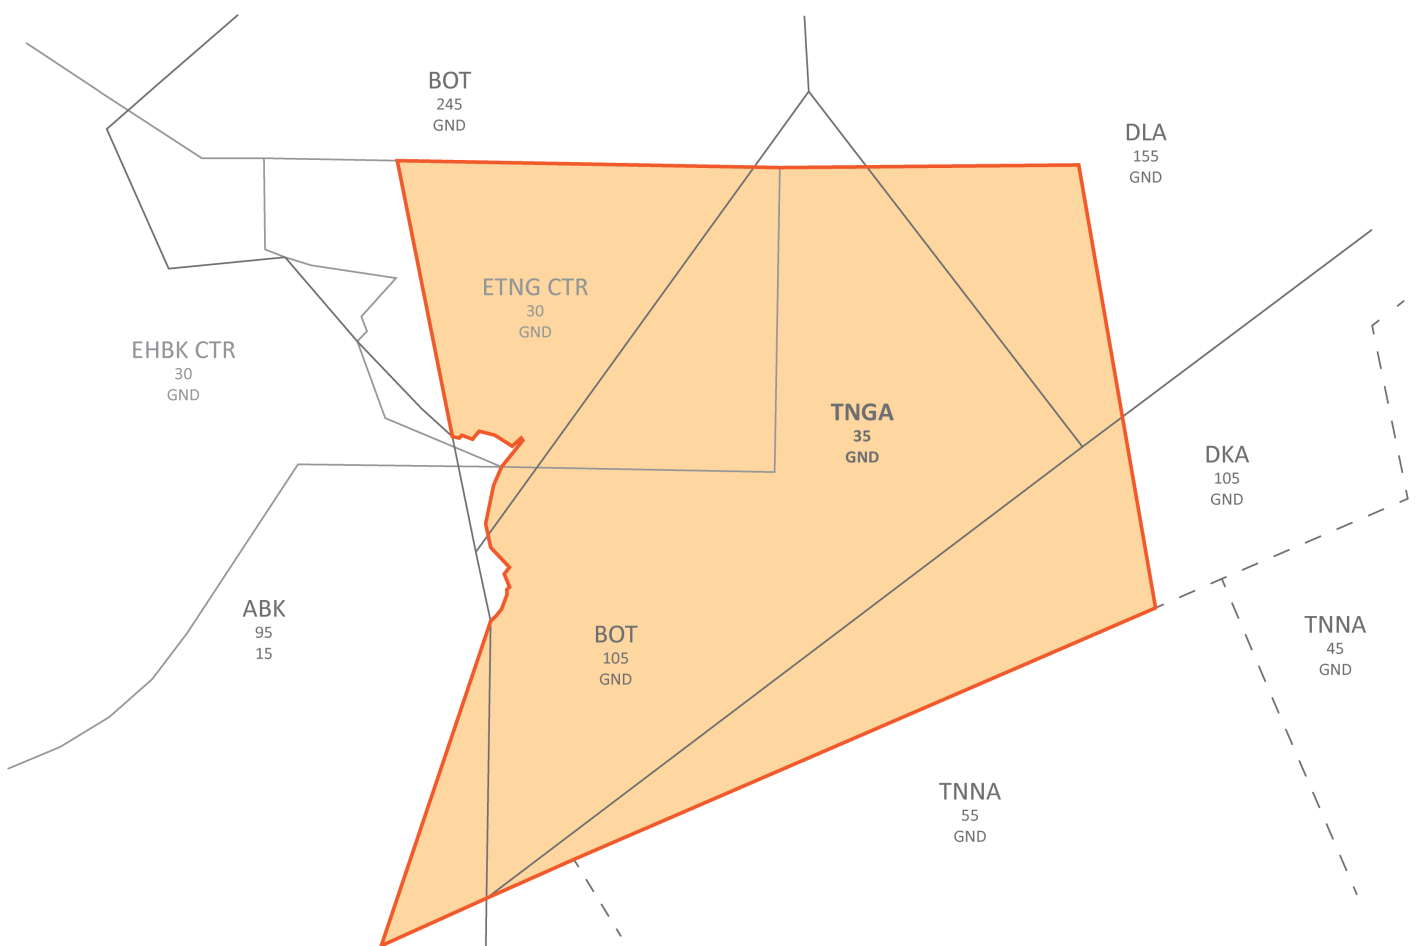 BOT
245
GND
DLA
155
GND
ETNG CTR
30
GND
EHBK CTR
30
GND
TNGA
35
GND
DKA
105
GND
ABK
95
15
BOT
105
GND
TNNA
45
GND
TNNA
55
GND